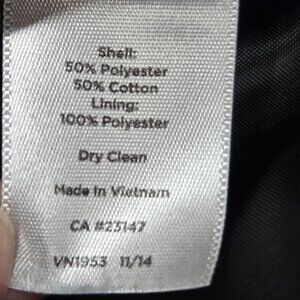 Shell:
50% Polyester
50% Cotton
Lining:
100% Polyester
Dry Clean
Made in Vietnam
CA #23147
VN1953 11/14